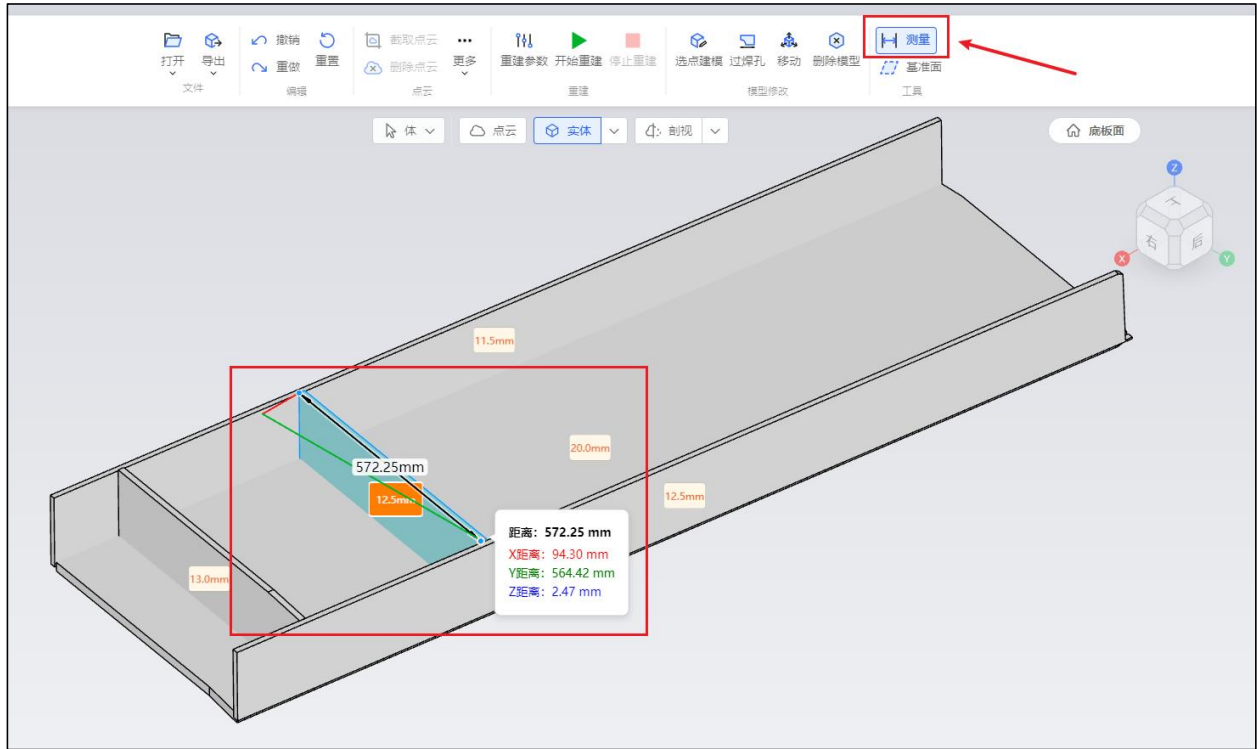 打开
导出
文件
撤销
重做
重置
编辑
截取点云
删除点云
更多
点云
重建参数
开始重建
停止重建
重建
选点建模
过焊孔
移动
删除模型
模型修改
测量
基准面
工具
体
点云
实体
剖视
底板面
Z
上
右
后
X
Y
11.5mm
20.0mm
572.25mm
12.5mm
12.5mm
13.0mm
距离：572.25 mm
X距离：94.30 mm
Y距离：564.42 mm
Z距离：2.47 mm